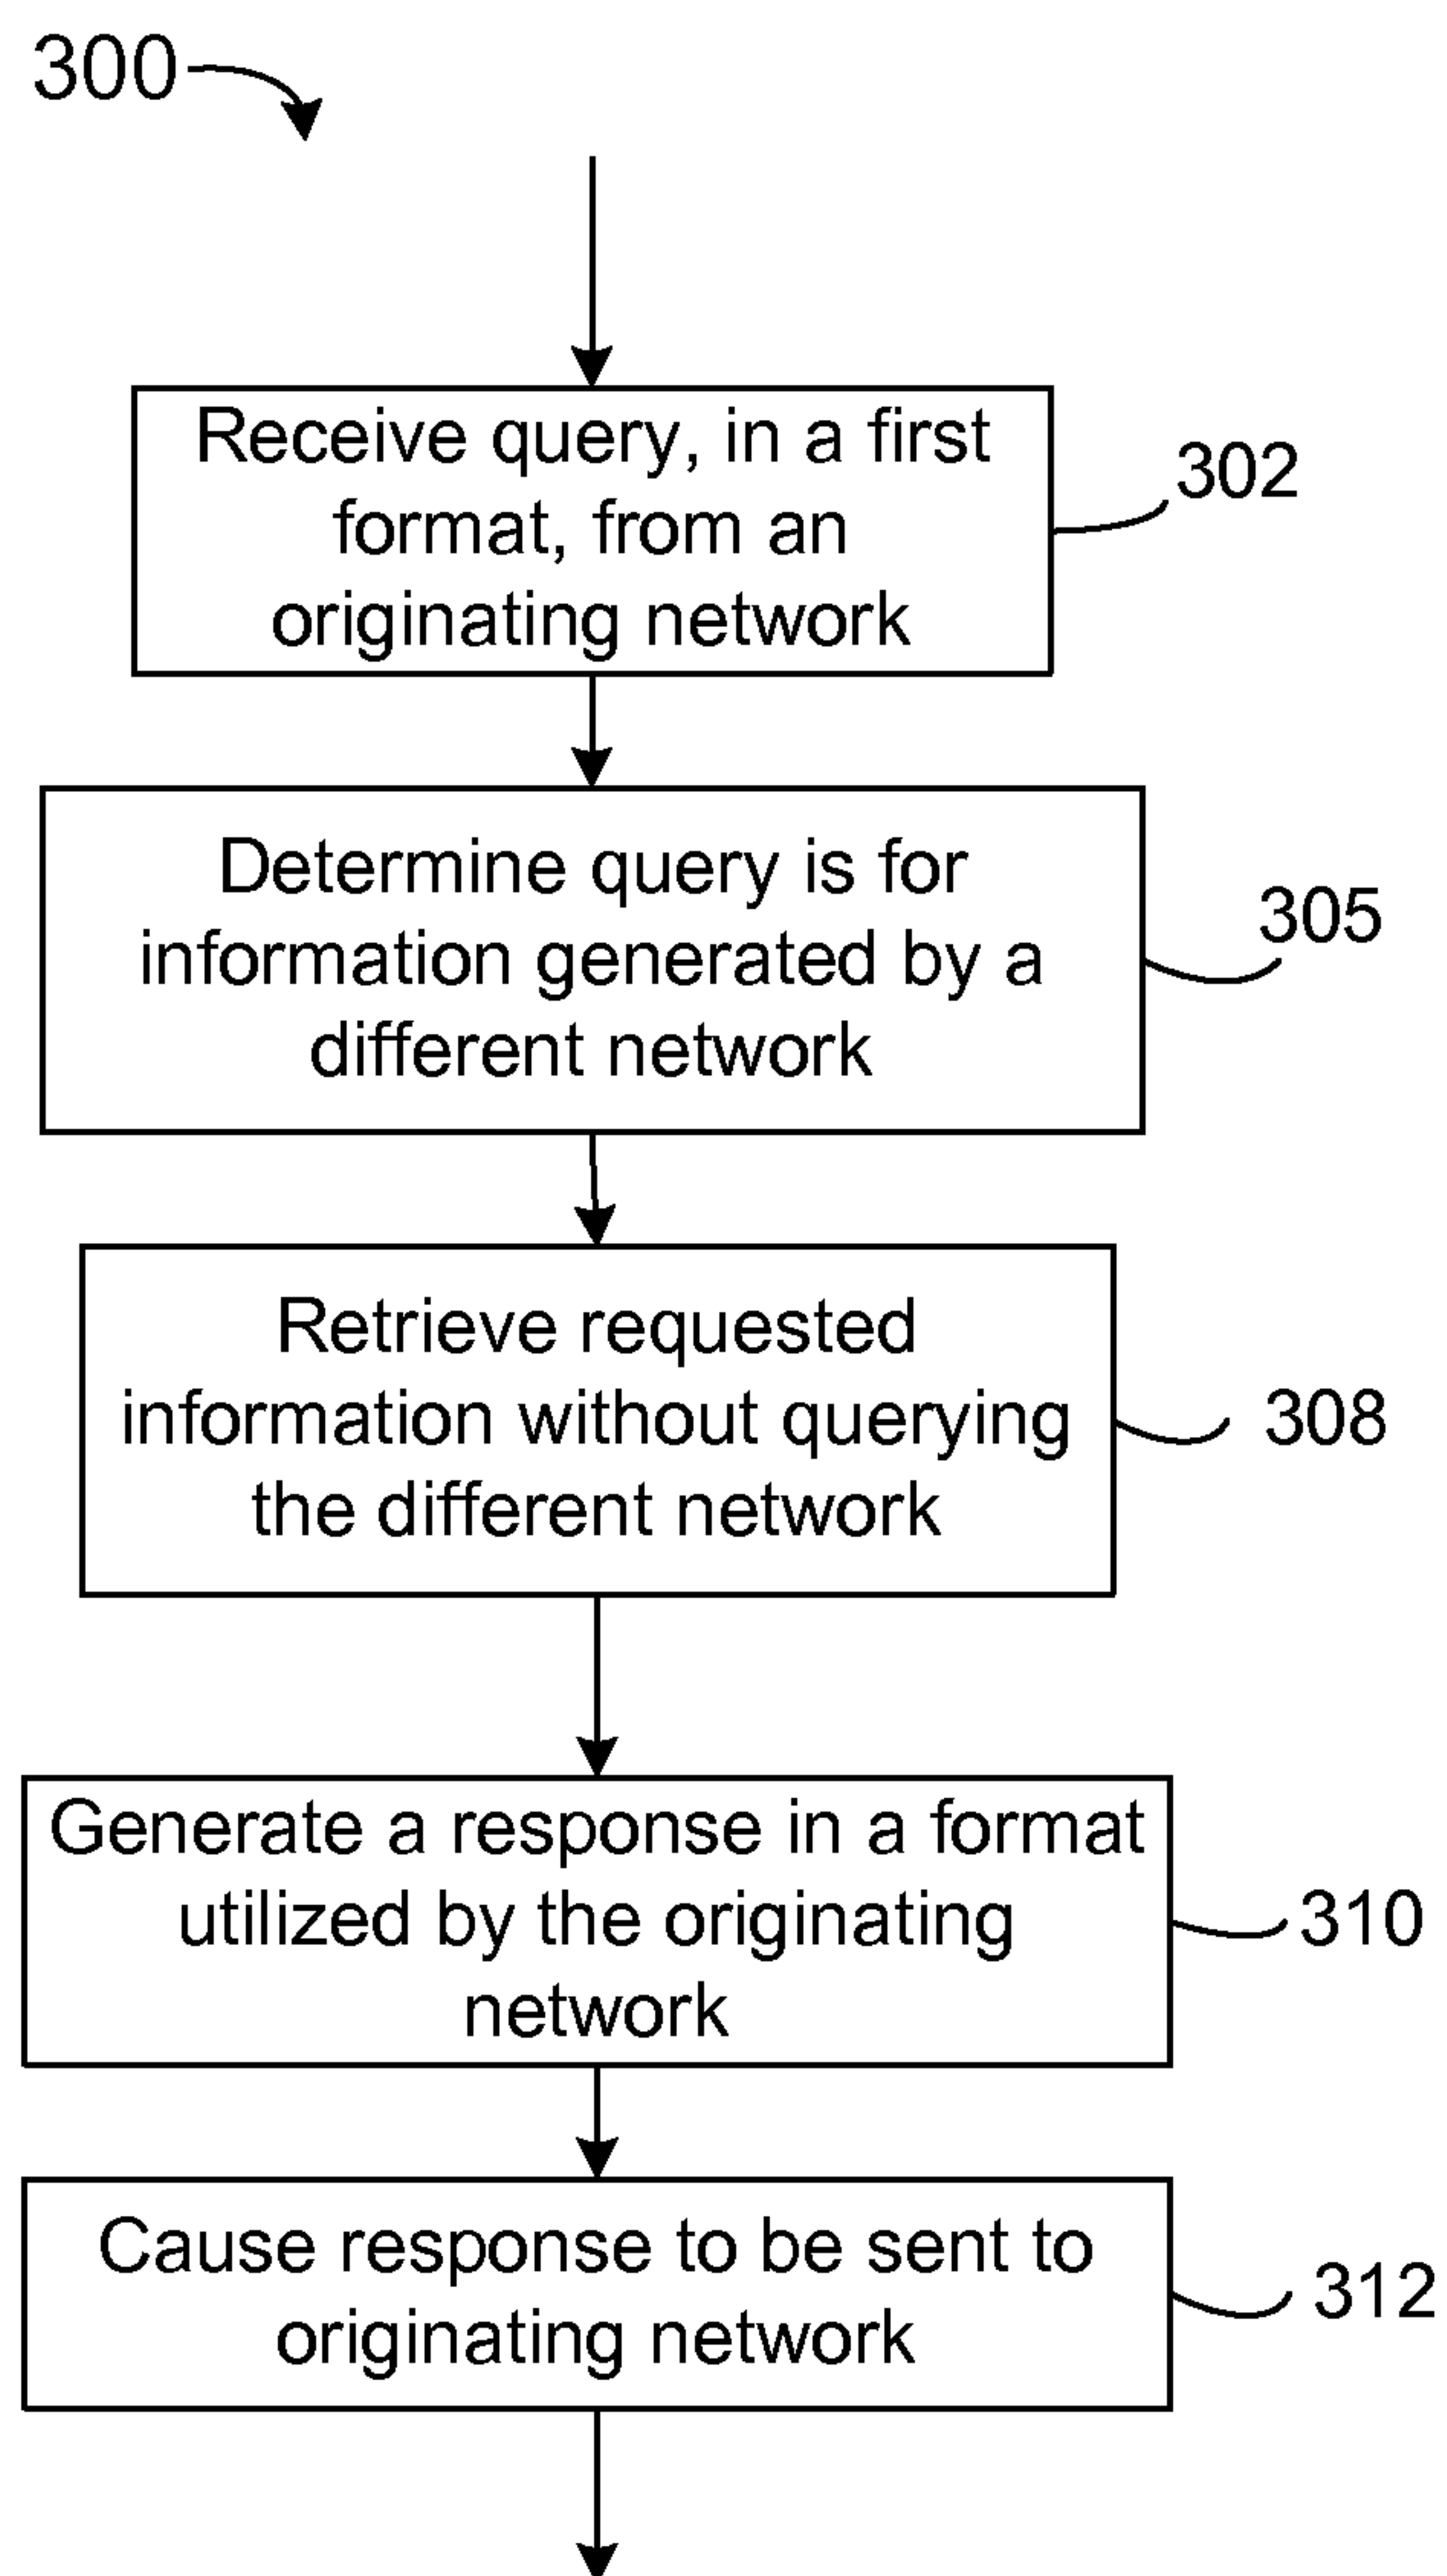 300
Receive query, in a first
format, from an
originating network
302
Determine query is for
information generated by a
different network
305
Retrieve requested
information without querying
the different network
308
Generate a response in a format
utilized by the originating
network
310
Cause response to be sent to
originating network
312